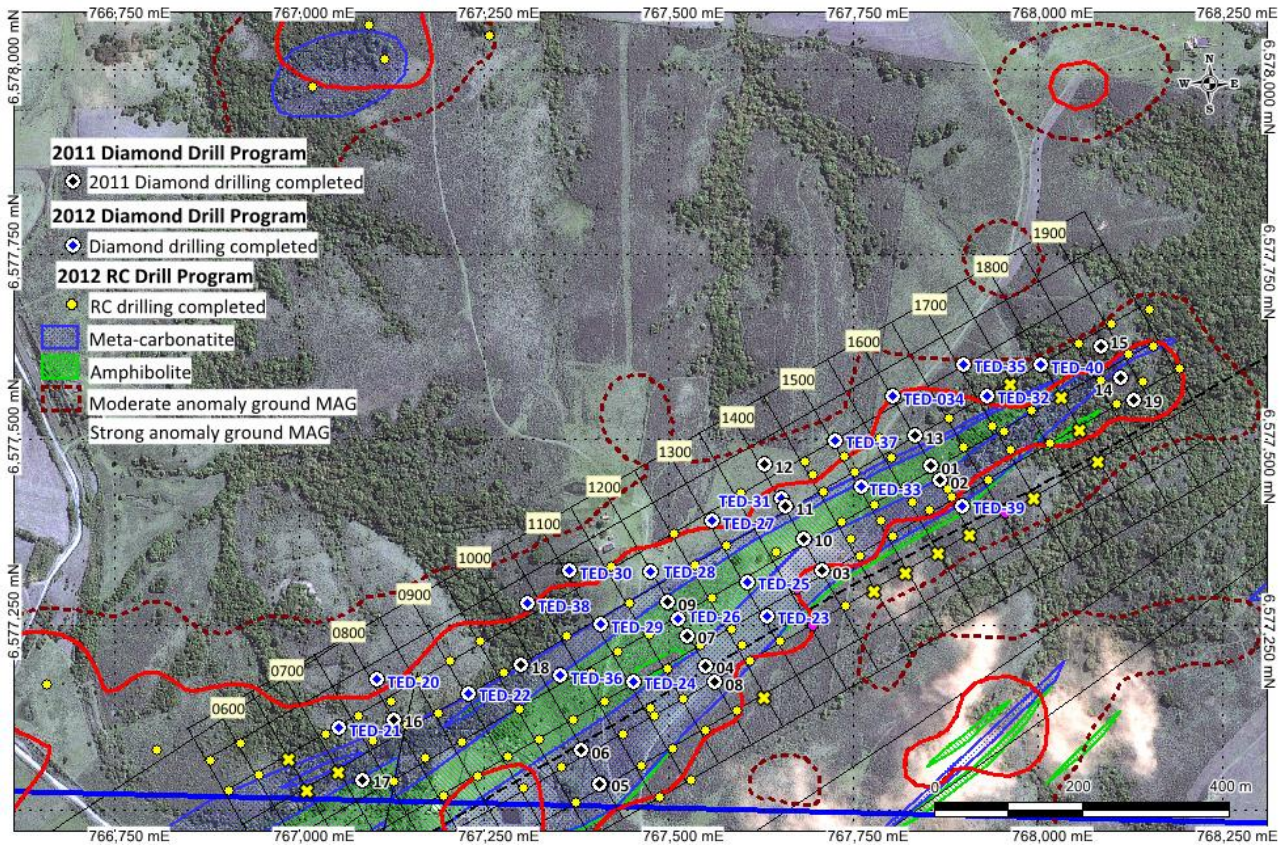 766,750 mE
767,000 mE
767,250 mE
767,500 mE
767,750 mE
768,000 mE
768,250 mE
6,578,000 mN
6,578,000 mN
N
W E
S
2011 Diamond Drill Program
2011 Diamond drilling completed
2012 Diamond Drill Program
Diamond drilling completed
2012 RC Drill Program
RC drilling completed
Meta-carbonatite
Amphibolite
Moderate anomaly ground MAG
Strong anomaly ground MAG
6,577,750 mN
6,577,750 mN
1900
1800
1700
1600
1500
1400
1300
1200
1100
1000
0900
0800
0700
0600
6,577,500 mN
6,577,500 mN
15
TED-35
TED-40
14
19
TED-034
TED-32
TED-37
13
12
01
02
TED-31
11
TED-33
TED-39
TED-27
10
03
TED-30
TED-28
TED-25
6,577,250 mN
6,577,250 mN
TED-38
09
TED-26
TED-23
TED-29
07
18
04
TED-36
TED-24
08
TED-20
TED-22
16
TED-21
06
17
05
0
200
400 m
6,577,000 mN
6,577,000 mN
766,750 mE
767,000 mE
767,250 mE
767,500 mE
767,750 mE
768,000 mE
768,250 mE